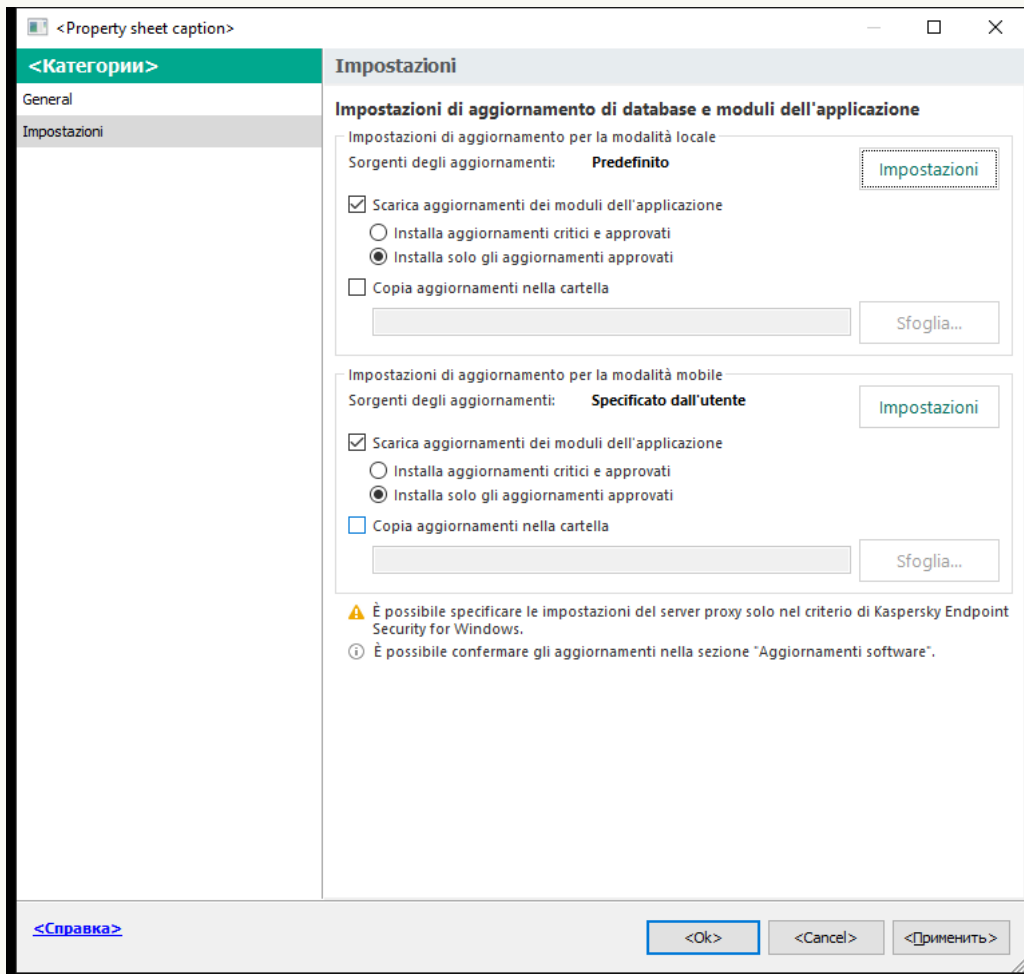 <Property sheet caption>
<Категории>
General
Impostazioni
Impostazioni
Impostazioni di aggiornamento di database e moduli dell'applicazione
Impostazioni di aggiornamento per la modalità locale
Sorgenti degli aggiornamenti: Predefinito
Impostazioni
Scarica aggiornamenti dei moduli dell'applicazione
Installa aggiornamenti critici e approvati
Installa solo gli aggiornamenti approvati
Copia aggiornamenti nella cartella
Sfoglia...
Impostazioni di aggiornamento per la modalità mobile
Sorgenti degli aggiornamenti: Specificato dall'utente
Impostazioni
Scarica aggiornamenti dei moduli dell'applicazione
Installa aggiornamenti critici e approvati
Installa solo gli aggiornamenti approvati
Copia aggiornamenti nella cartella
Sfoglia...
È possibile specificare le impostazioni del server proxy solo nel criterio di Kaspersky Endpoint
Security for Windows.
È possibile confermare gli aggiornamenti nella sezione "Aggiornamenti software".
<Справка>
<Ok>
<Cancel>
<Применить>